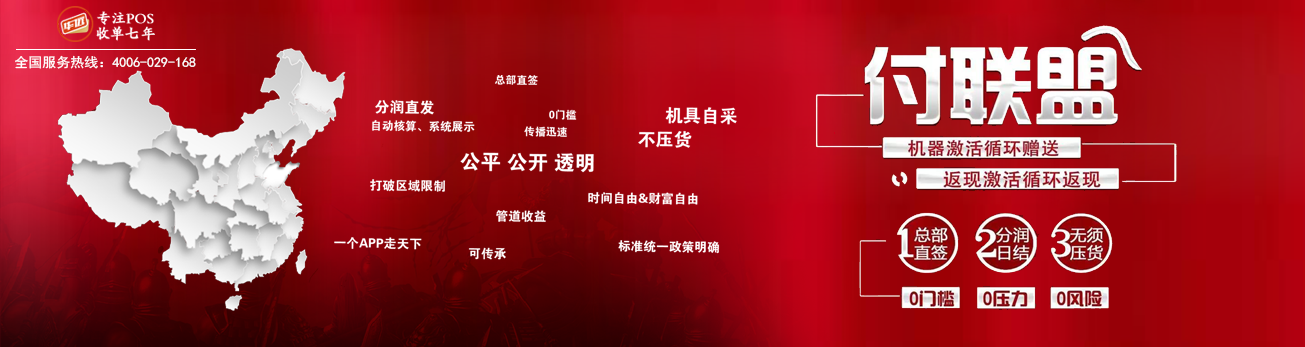 专注POS
收单七年
全国服务热线：4006-029-168
总部直签
分润直发
自动核算、系统展示
0门槛
传播迅速
机具自采
不压货
公平 公开 透明
打破区域限制
时间自由&财富自由
管道收益
一个APP走天下
可传承
标准统一政策明确
付联盟
机器激活循环赠送
返现激活循环返现
1总部直签
2分润日结
3无须压货
0门槛
0压力
0风险